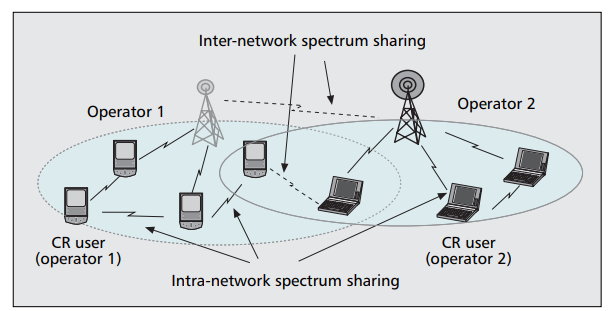 Inter-network spectrum sharing
Operator 1
Operator 2
CR user
(operator 1)
CR user
(operator 2)
Intra-network spectrum sharing